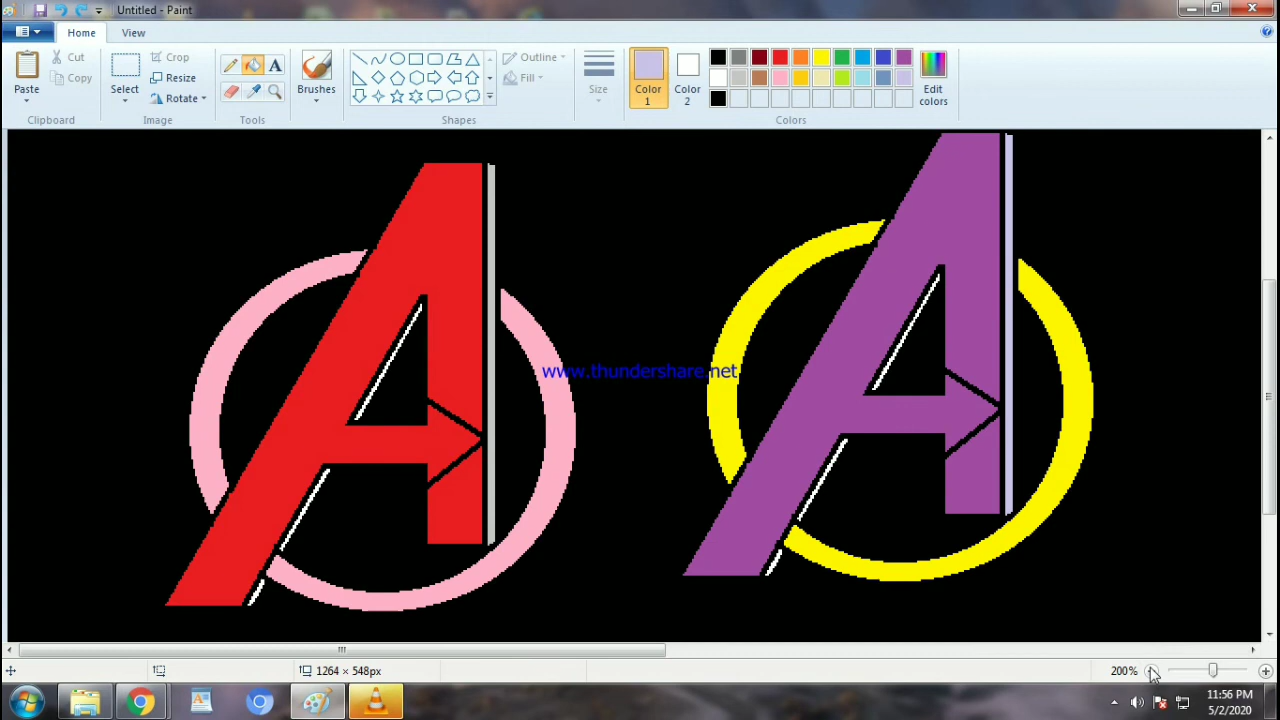 Untitled - Paint
Home
View
Paste
Cut
Copy
Clipboard
Select
Crop
Resize
Rotate
Image
A
Tools
Brushes
Outline
Fill
Shapes
Size
Color
1
Color
2
Edit
colors
Colors
www.thundershare.net
1264 × 548px
200%
11:56 PM
5/2/2020